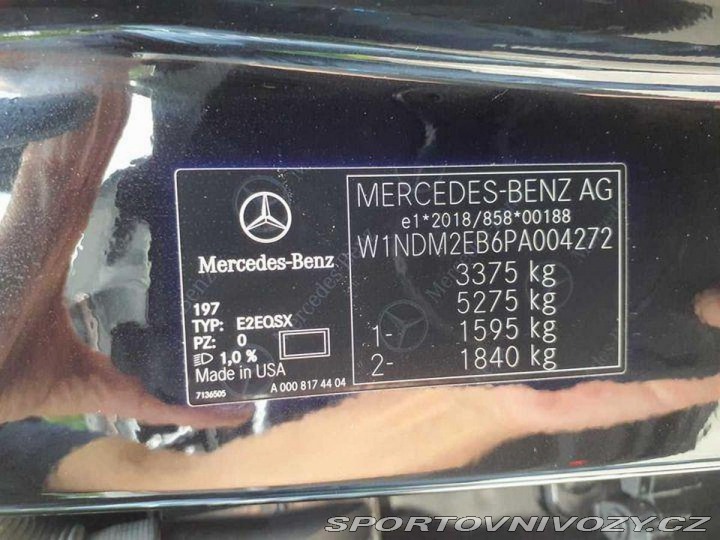 MERCEDES-BENZ AG
e1*2018/858*00188
W1NDM2EB6PA004272
3375 kg
5275 kg
1- 1595 kg
2- 1840 kg
Mercedes-Benz
197
TYP: E2EQSX
PZ: 0
1,0 %
Made in USA
7136505 A 000 817 44 04
SPORTOVNIVOZY.CZ